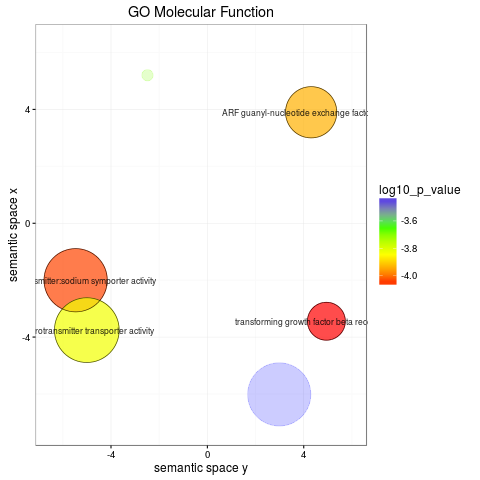 GO Molecular Function
ARF guanyl-nucleotide exchange factc
smitter:sodium symporter activity
rotransmitter transporter activity
transforming growth factor beta rec
4
0
-4
-4
0
4
semantic space x
semantic space y
log10_p_value
-3.6
-3.8
-4.0